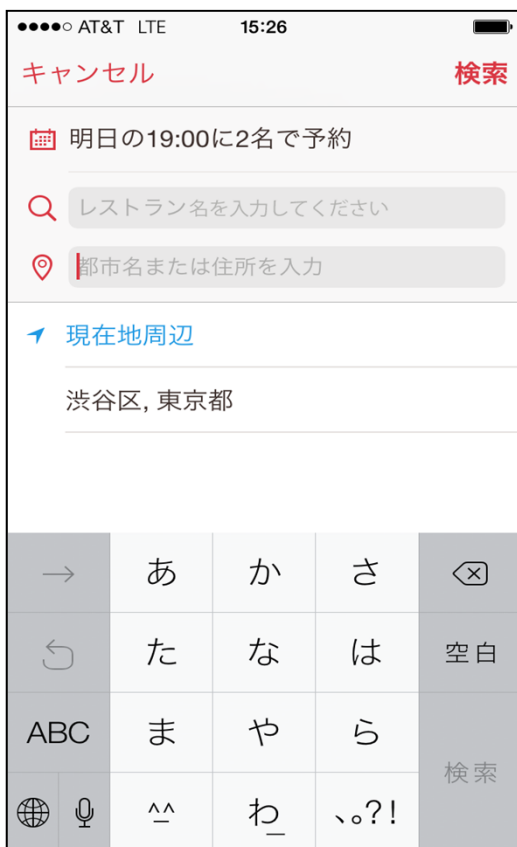 AT&T LTE 15:26
キャンセル 検索
明日の19:00に2名で予約
レストラン名を入力してください
都市名または住所を入力
現在地周辺
渋谷区, 東京都
→ あ か さ
た な は 空白
ABC ま や ら
検索
^^ わ_ 、。?!